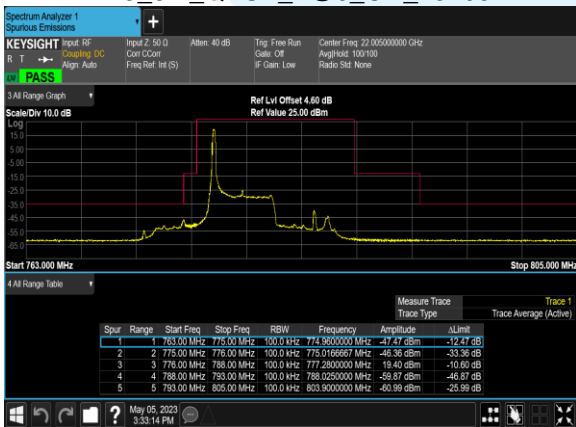 Spectrum Analyzer 1
Spurious Emissions
+
KEYSIGHT Input: RF Input Z: 50 Ω Atten: 40 dB Trig: Free Run Center Freq: 22.005000000 GHz
R T Coupling: DC Corr CCorr Gate: Off Avg|Hold: 100/100
Align: Auto Freq Ref: Int (S) IF Gain: Low Radio Std: None
PASS
3 All Range Graph
Ref Lvl Offset 4.60 dB
Scale/Div 10.0 dB Ref Value 25.00 dBm
Log
15.0
5.00
-5.00
-15.0
-25.0
-35.0
-45.0
-55.0
-65.0
Start 763.000 MHz Stop 805.000 MHz
4 All Range Table
Measure Trace Trace 1
Trace Type Trace Average (Active)
Spur Range Start Freq Stop Freq RBW Frequency Amplitude ΔLimit
1 1 763.00 MHz 775.00 MHz 100.0 kHz 774.9600000 MHz -47.47 dBm -12.47 dB
2 2 775.00 MHz 776.00 MHz 100.0 kHz 775.0166667 MHz -46.36 dBm -33.36 dB
3 3 776.00 MHz 788.00 MHz 100.0 kHz 777.2800000 MHz 19.40 dBm -10.60 dB
4 4 788.00 MHz 793.00 MHz 100.0 kHz 788.0250000 MHz -59.87 dBm -46.87 dB
5 5 793.00 MHz 805.00 MHz 100.0 kHz 803.9000000 MHz -60.99 dBm -25.99 dB
? May 05, 2023
3:33:14 PM